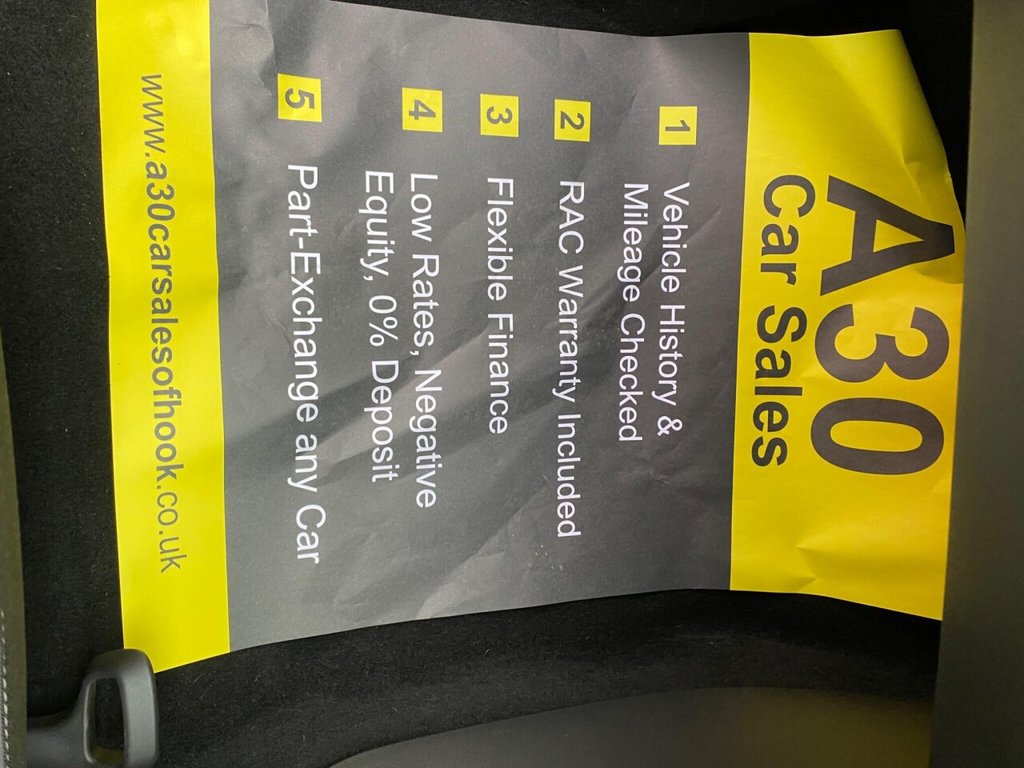 A30
Car Sales
1 Vehicle History &
Mileage Checked
2 RAC Warranty Included
3 Flexible Finance
4 Low Rates, Negative
Equity, 0% Deposit
5 Part-Exchange any Car
www.a30carsalesofhook.co.uk